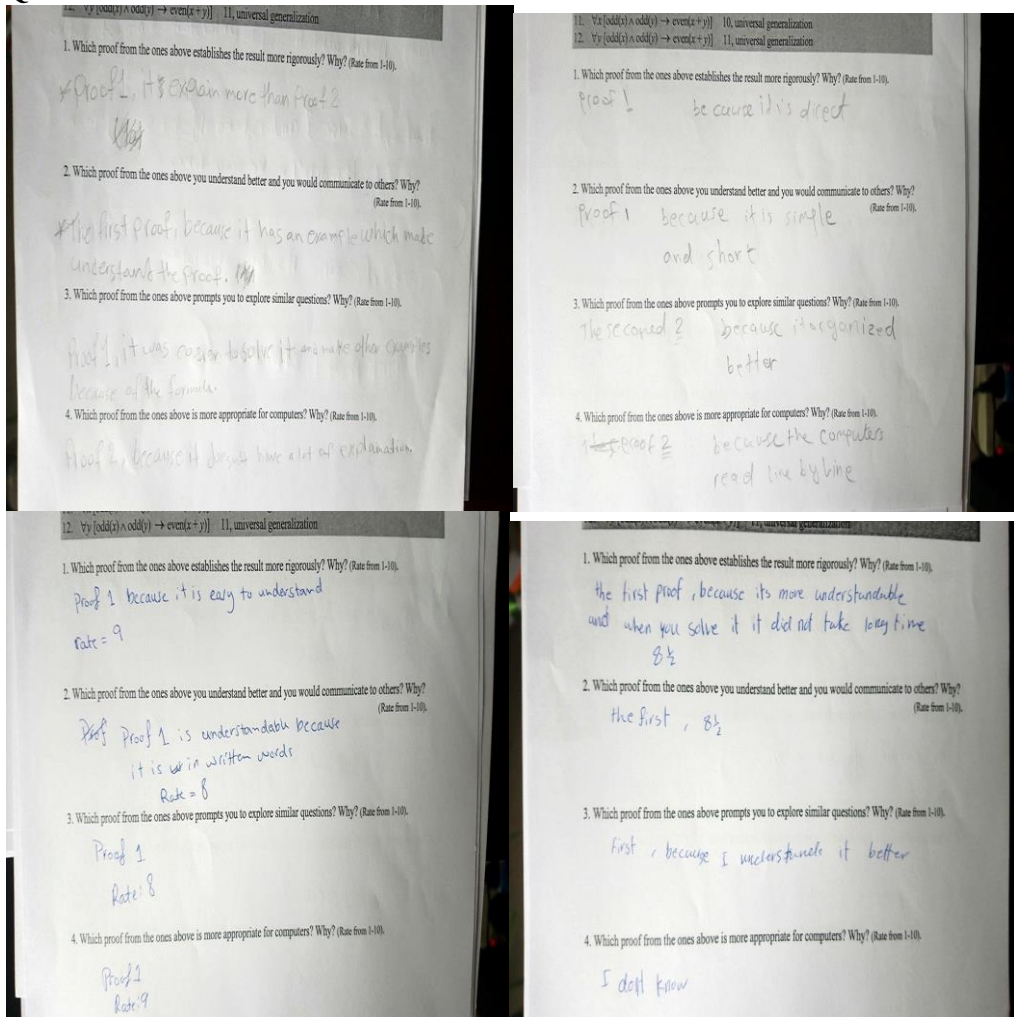 12. ∀y [odd(x) ∧ odd(y) → even(x + y)] 11, universal generalization
1. Which proof from the ones above establishes the result more rigorously? Why? (Rate from 1-10).
*Proof 1, it's explain more than Proof 2
2. Which proof from the ones above you understand better and you would communicate to others? Why?
(Rate from 1-10).
*The first proof, because it has an example which make
understand the proof.
3. Which proof from the ones above prompts you to explore similar questions? Why? (Rate from 1-10).
Proof 1, it was easier to solve it and make other examples
because of the formula.
4. Which proof from the ones above is more appropriate for computers? Why? (Rate from 1-10).
Proof 2, because it doesn't have a lot of explanation.
11. ∀x [odd(x) ∧ odd(y) → even(x + y)] 10, universal generalization
12. ∀y [odd(x) ∧ odd(y) → even(x + y)] 11, universal generalization
1. Which proof from the ones above establishes the result more rigorously? Why? (Rate from 1-10).
proof 1 because it is direct
2. Which proof from the ones above you understand better and you would communicate to others? Why?
(Rate from 1-10).
Proof 1 because it is simple
and short
3. Which proof from the ones above prompts you to explore similar questions? Why? (Rate from 1-10).
The seconed 2 because it organized
better
4. Which proof from the ones above is more appropriate for computers? Why? (Rate from 1-10).
proof 2 because the computers
read line by line
12. ∀y [odd(x) ∧ odd(y) → even(x + y)] 11, universal generalization
1. Which proof from the ones above establishes the result more rigorously? Why? (Rate from 1-10).
Proof 1 because it is easy to understand
rate = 9
2. Which proof from the ones above you understand better and you would communicate to others? Why?
(Rate from 1-10).
Proof 1 is understandable because
it is in written words
Rate = 8
3. Which proof from the ones above prompts you to explore similar questions? Why? (Rate from 1-10).
Proof 1
Rate: 8
4. Which proof from the ones above is more appropriate for computers? Why? (Rate from 1-10).
Proof 1
Rate: 9
universal generalization
1. Which proof from the ones above establishes the result more rigorously? Why? (Rate from 1-10).
the first proof, because its more understandable
and when you solve it it did not take long time
8 ½
2. Which proof from the ones above you understand better and you would communicate to others? Why?
(Rate from 1-10).
the first, 8 ½
3. Which proof from the ones above prompts you to explore similar questions? Why? (Rate from 1-10).
First, because I understande it better
4. Which proof from the ones above is more appropriate for computers? Why? (Rate from 1-10).
I don't know